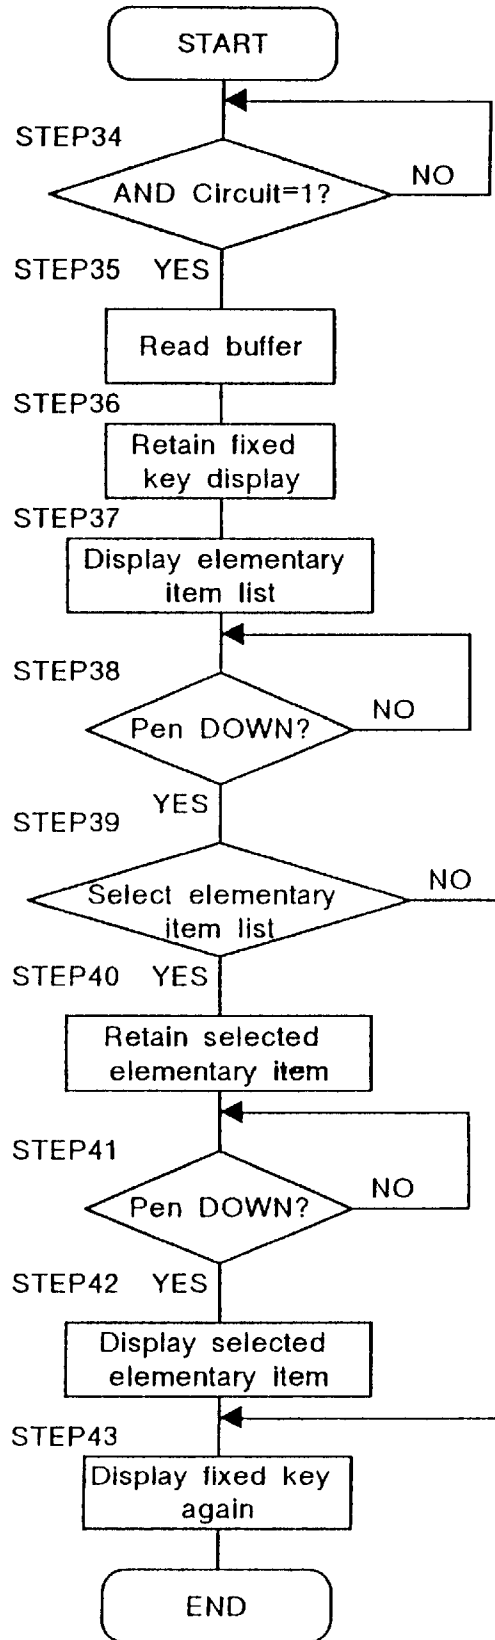 START
STEP34
AND Circuit=1?
NO
STEP35 YES
Read buffer
STEP36
Retain fixed
key display
STEP37
Display elementary
item list
STEP38
Pen DOWN?
NO
YES
STEP39
Select elementary
item list
NO
STEP40 YES
Retain selected
elementary item
STEP41
Pen DOWN?
NO
STEP42 YES
Display selected
elementary item
STEP43
Display fixed key
again
END